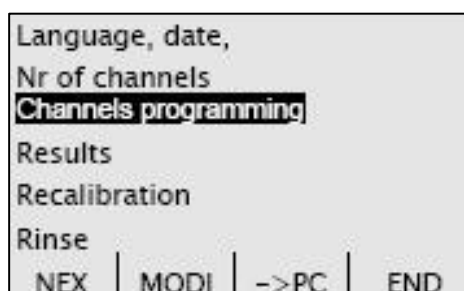 Language, date,
Nr of channels
Channels programming
Results
Recalibration
Rinse
NEX | MODI | ->PC | END